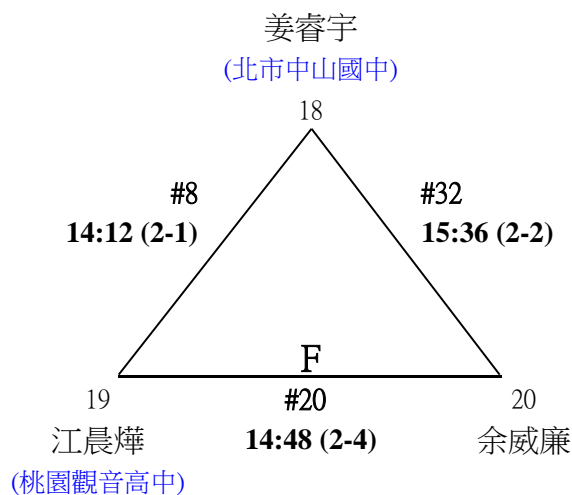 姜睿宇
(北市中山國中)
18
#8
14:12 (2-1)
#32
15:36 (2-2)
F
19
#20
20
江晨燁
14:48 (2-4)
余威廉
(桃園觀音高中)